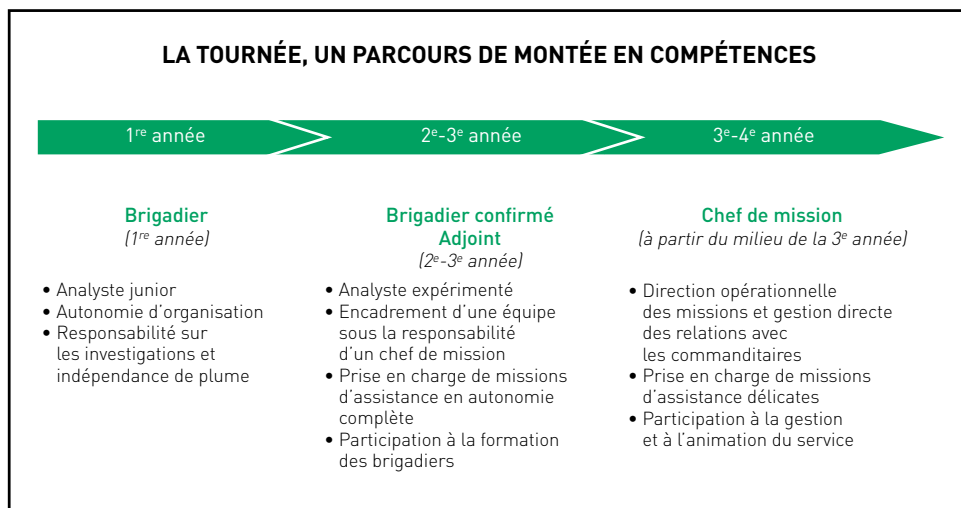 LA TOURNÉE, UN PARCOURS DE MONTÉE EN COMPÉTENCES
1re année
2e-3e année
3e-4e année
Brigadier
(1re année)
• Analyste junior
• Autonomie d'organisation
• Responsabilité sur
les investigations et
indépendance de plume
Brigadier confirmé
Adjoint
(2e-3e année)
• Analyste expérimenté
• Encadrement d'une équipe
sous la responsabilité
d'un chef de mission
• Prise en charge de missions
d'assistance en autonomie
complète
• Participation à la formation
des brigadiers
Chef de mission
(à partir du milieu de la 3e année)
• Direction opérationnelle
des missions et gestion directe
des relations avec
les commanditaires
• Prise en charge de missions
d'assistance délicates
• Participation à la gestion
et à l'animation du service